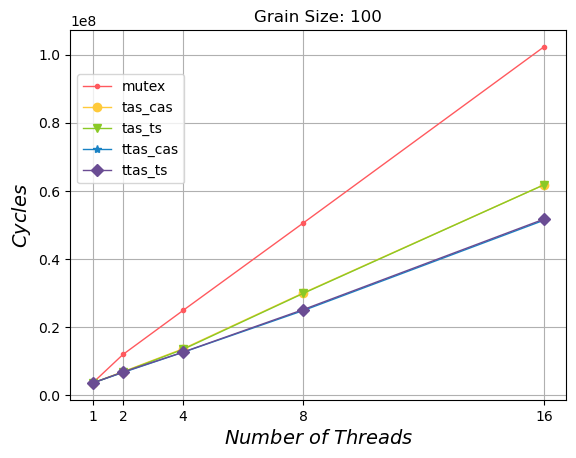 Grain Size: 100
1e8
1.0
0.8
0.6
0.4
0.2
0.0
Cycles
mutex
tas_cas
tas_ts
ttas_cas
ttas_ts
1 2 4 8 16
Number of Threads